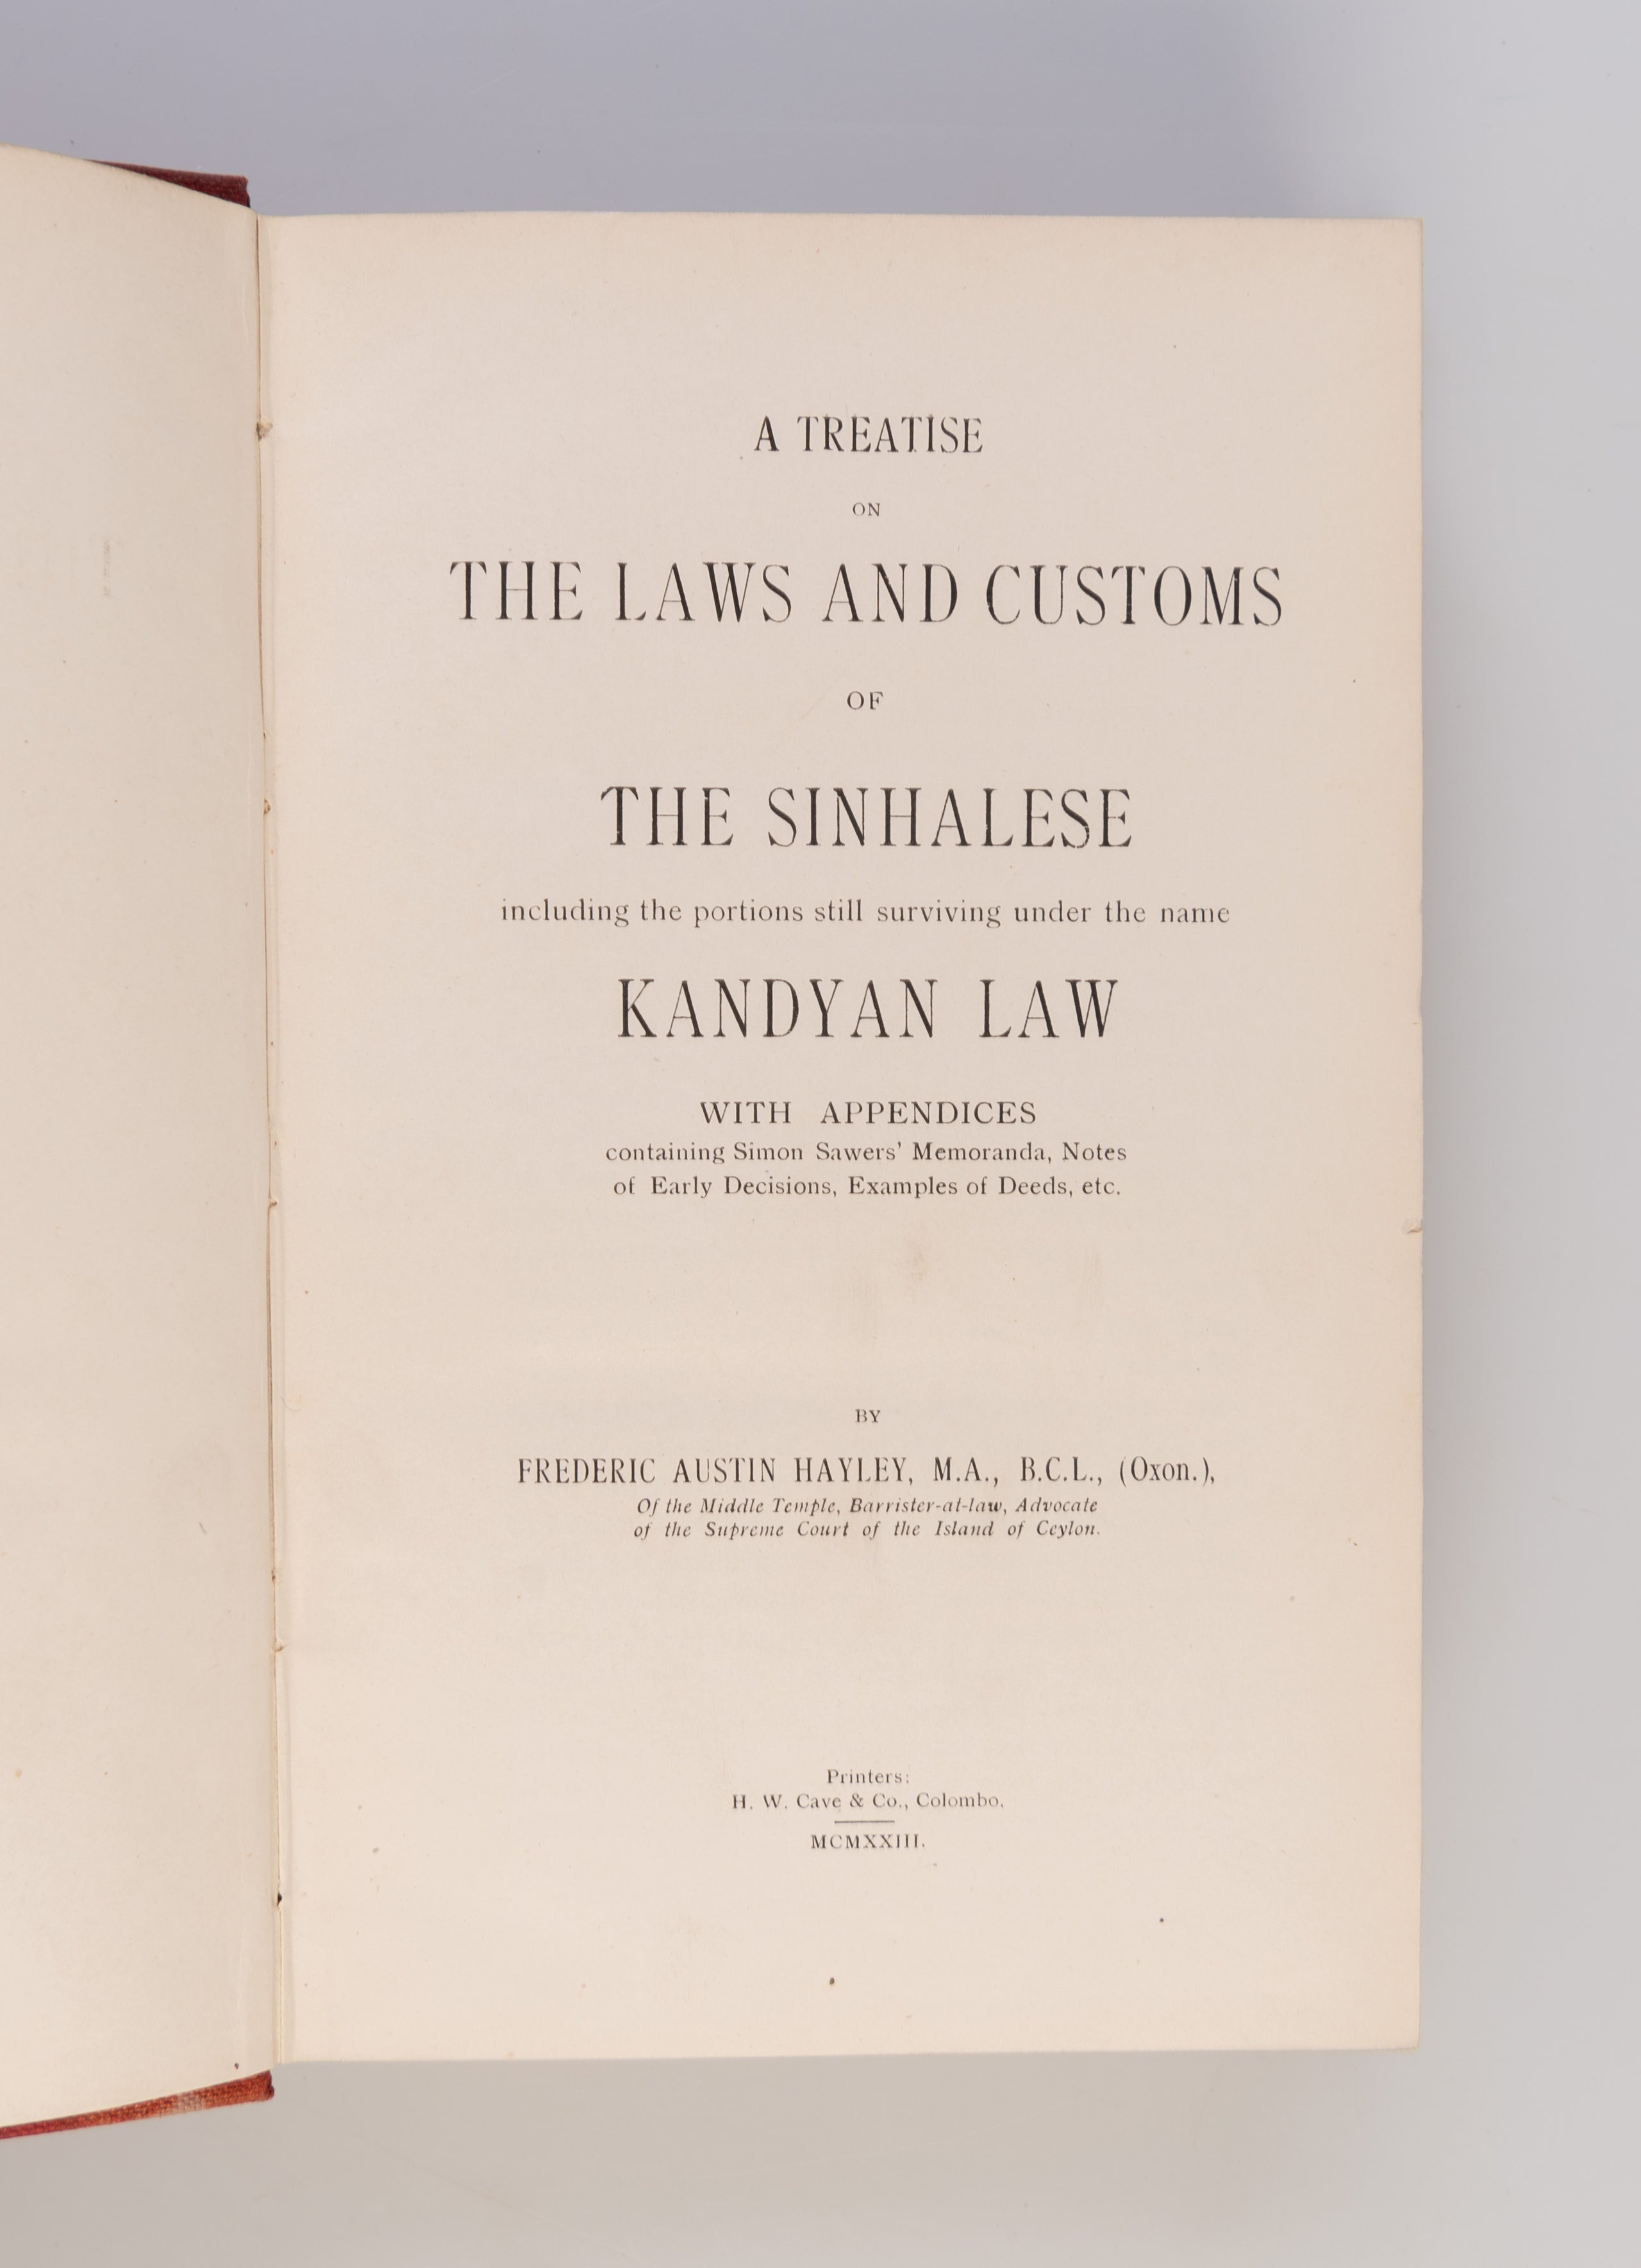 A TREATISE
ON
THE LAWS AND CUSTOMS
OF
THE SINHALESE
including the portions still surviving under the name
KANDYAN LAW
WITH APPENDICES
containing Simon Sawers' Memoranda, Notes
of Early Decisions, Examples of Deeds, etc.
BY
FREDERIC AUSTIN HAYLEY, M.A., B.C.L., (Oxon.),
Of the Middle Temple, Barrister-at-law, Advocate
of the Supreme Court of the Island of Ceylon.
Printers:
H. W. Cave & Co., Colombo.
MCMXXIII.